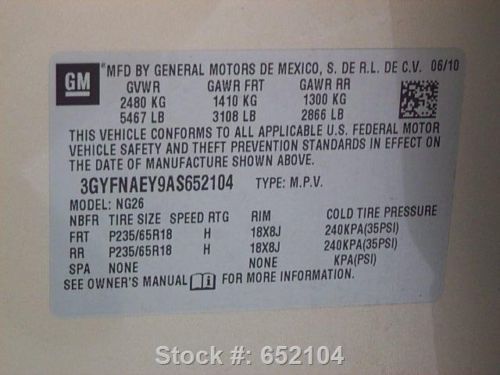 GM MFD BY GENERAL MOTORS DE MEXICO, S. DE R.L. DE C.V. 06/10
GVWR GAWR FRT GAWR RR
2480 KG 1410 KG 1300 KG
5467 LB 3108 LB 2866 LB
THIS VEHICLE CONFORMS TO ALL APPLICABLE U.S. FEDERAL MOTOR
VEHICLE SAFETY AND THEFT PREVENTION STANDARDS IN EFFECT ON
THE DATE OF MANUFACTURE SHOWN ABOVE.
3GYFNAEY9AS652104 TYPE: M.P.V.
MODEL: NG26
NBFR TIRE SIZE SPEED RTG RIM COLD TIRE PRESSURE
FRT P235/65R18 H 18X8J 240KPA(35PSI)
RR P235/65R18 H 18X8J 240KPA(35PSI)
SPA NONE NONE KPA(PSI)
SEE OWNER'S MANUAL FOR MORE INFORMATION.
Stock #: 652104